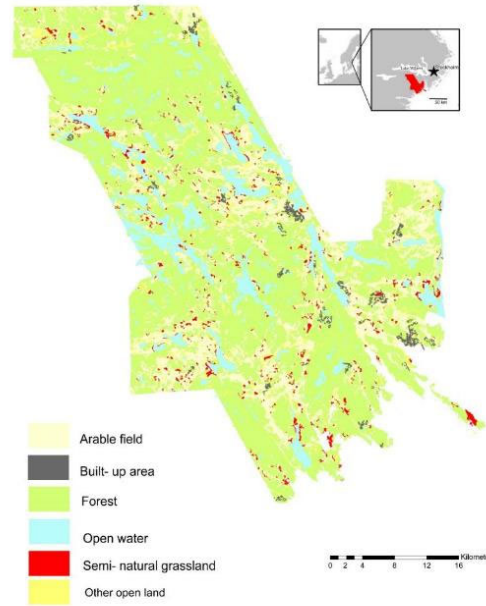 Arable field
Built- up area
Forest
Open water
Semi- natural grassland
Other open land
Kilomete
0 2 4 8 12 16